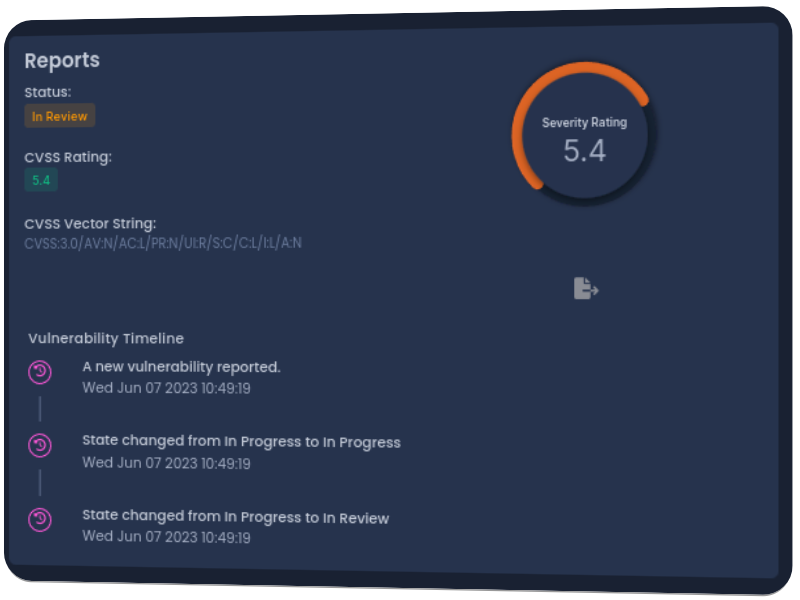 Reports
Status:
In Review
CVSS Rating:
5.4
CVSS Vector String:
CVSS:3.0/AV:N/AC:L/PR:N/UI:R/S:C/C:L/I:L/A:N
Severity Rating
5.4
Vulnerability Timeline
A new vulnerability reported.
Wed Jun 07 2023 10:49:19
State changed from In Progress to In Progress
Wed Jun 07 2023 10:49:19
State changed from In Progress to In Review
Wed Jun 07 2023 10:49:19